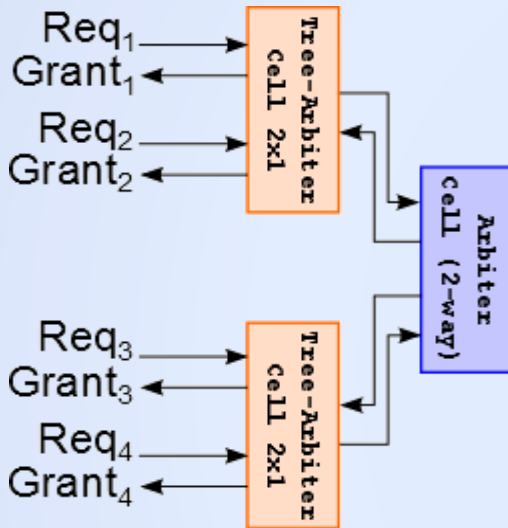 Req1
Grant1
Req2
Grant2
Tree-Arbiter
Cell 2x1
Arbiter
Cell (2-way)
Req3
Grant3
Req4
Grant4
Tree-Arbiter
Cell 2x1